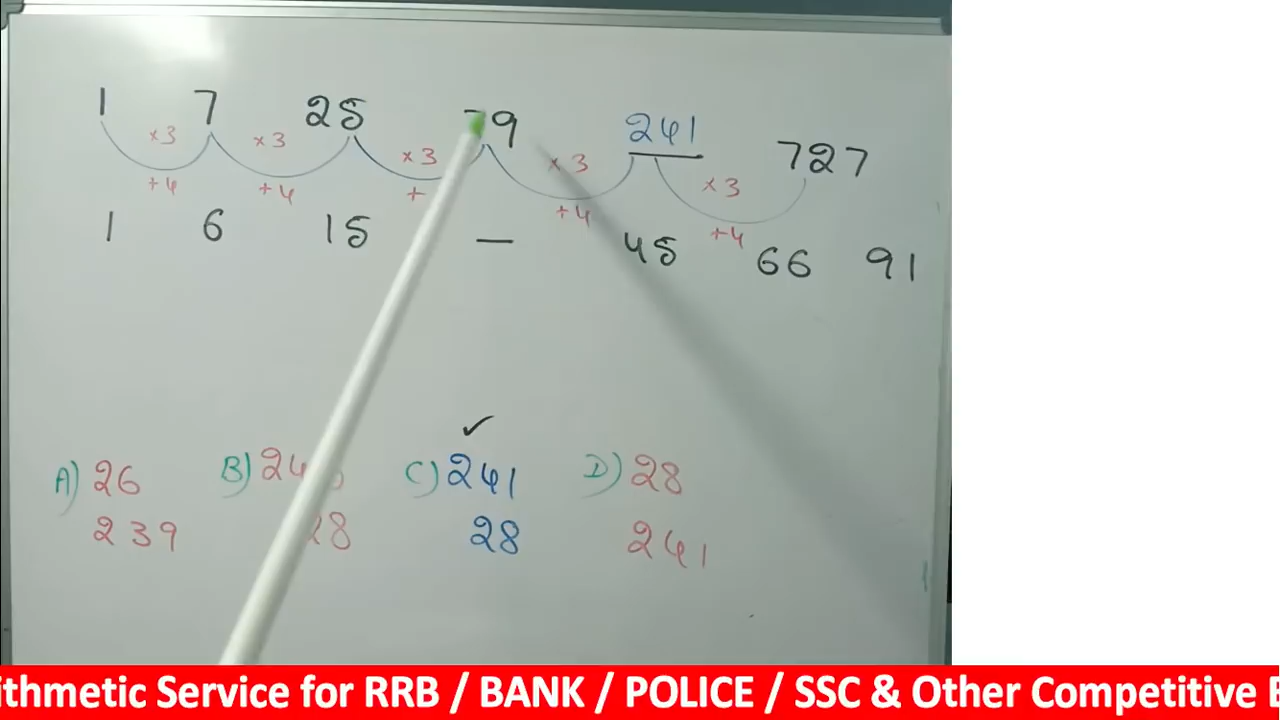 1 7 25 79 241 727
×3 ×3 ×3 ×3 ×3
+4 +4 + +4 +4
1 6 15 — 45 66 91
✓
A) 26 B) 24 C) 241 D) 28
239 28 28 241
ithmetic Service for RRB / BANK / POLICE / SSC & Other Competitive E